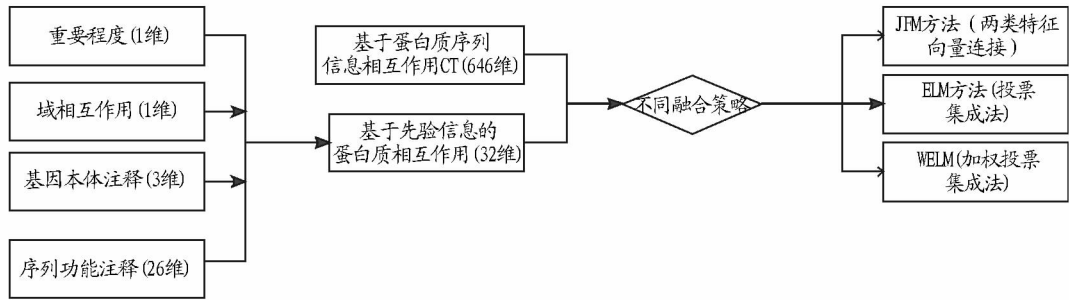 重要程度(1维)
域相互作用(1维)
基因本体注释(3维)
序列功能注释(26维)
基于蛋白质序列
信息相互作用CT(646维)
基于先验信息的
蛋白质相互作用(32维)
不同融合策略
JFM方法（两类特征
向量连接）
ELM方法(投票
集成法)
WELM(加权投票
集成法)